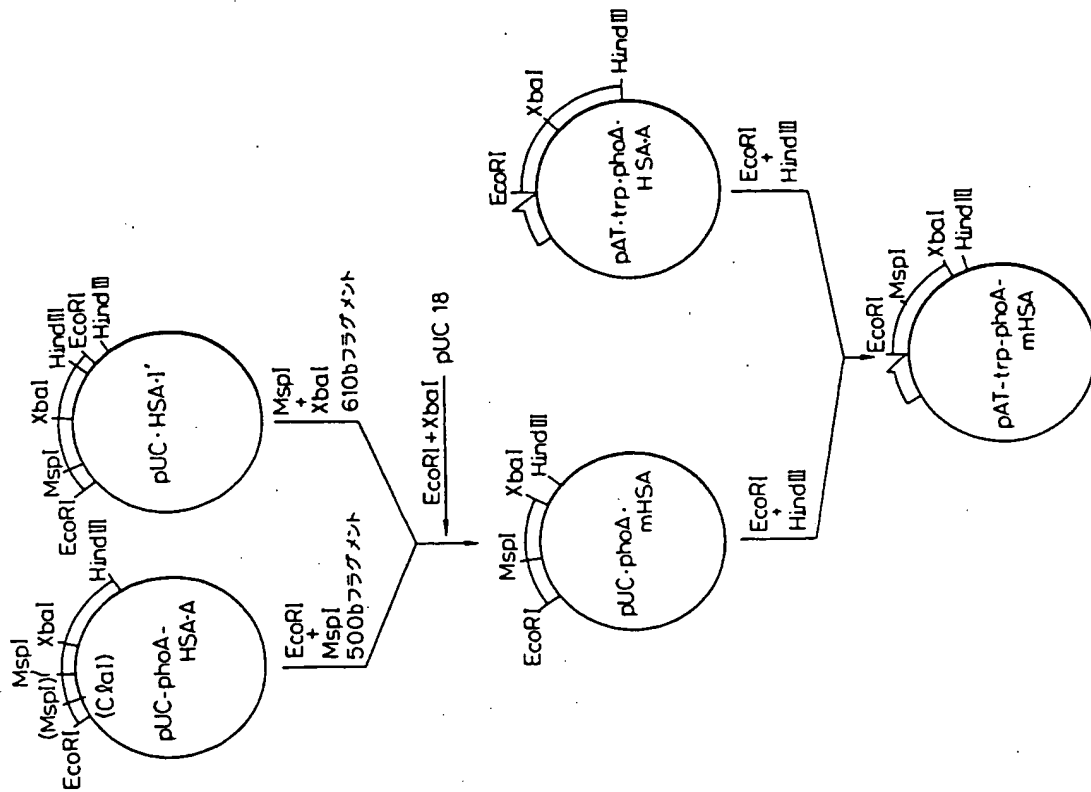 EcoRI
(MspI)
MspI
XbaI
HindⅢ
(ClaI)
pUC-phoA-
HSA・A
EcoRI
MspI
XbaI
HindⅢ
EcoRI
HindⅢ
pUC・HSA・I'
EcoRI
+
MspI
500bフラグメント
MspI
+
XbaI
610bフラグメント
EcoRI+XbaI
pUC 18
EcoRI
MspI
XbaI
HindⅢ
pUC・phoA・
mHSA
EcoRI
XbaI
HindⅢ
pAT・trp・phoA・
HSA・A
EcoRI
+
HindⅢ
EcoRI
+
HindⅢ
EcoRI
MspI
XbaI
HindⅢ
pAT-trp-phoA-
mHSA